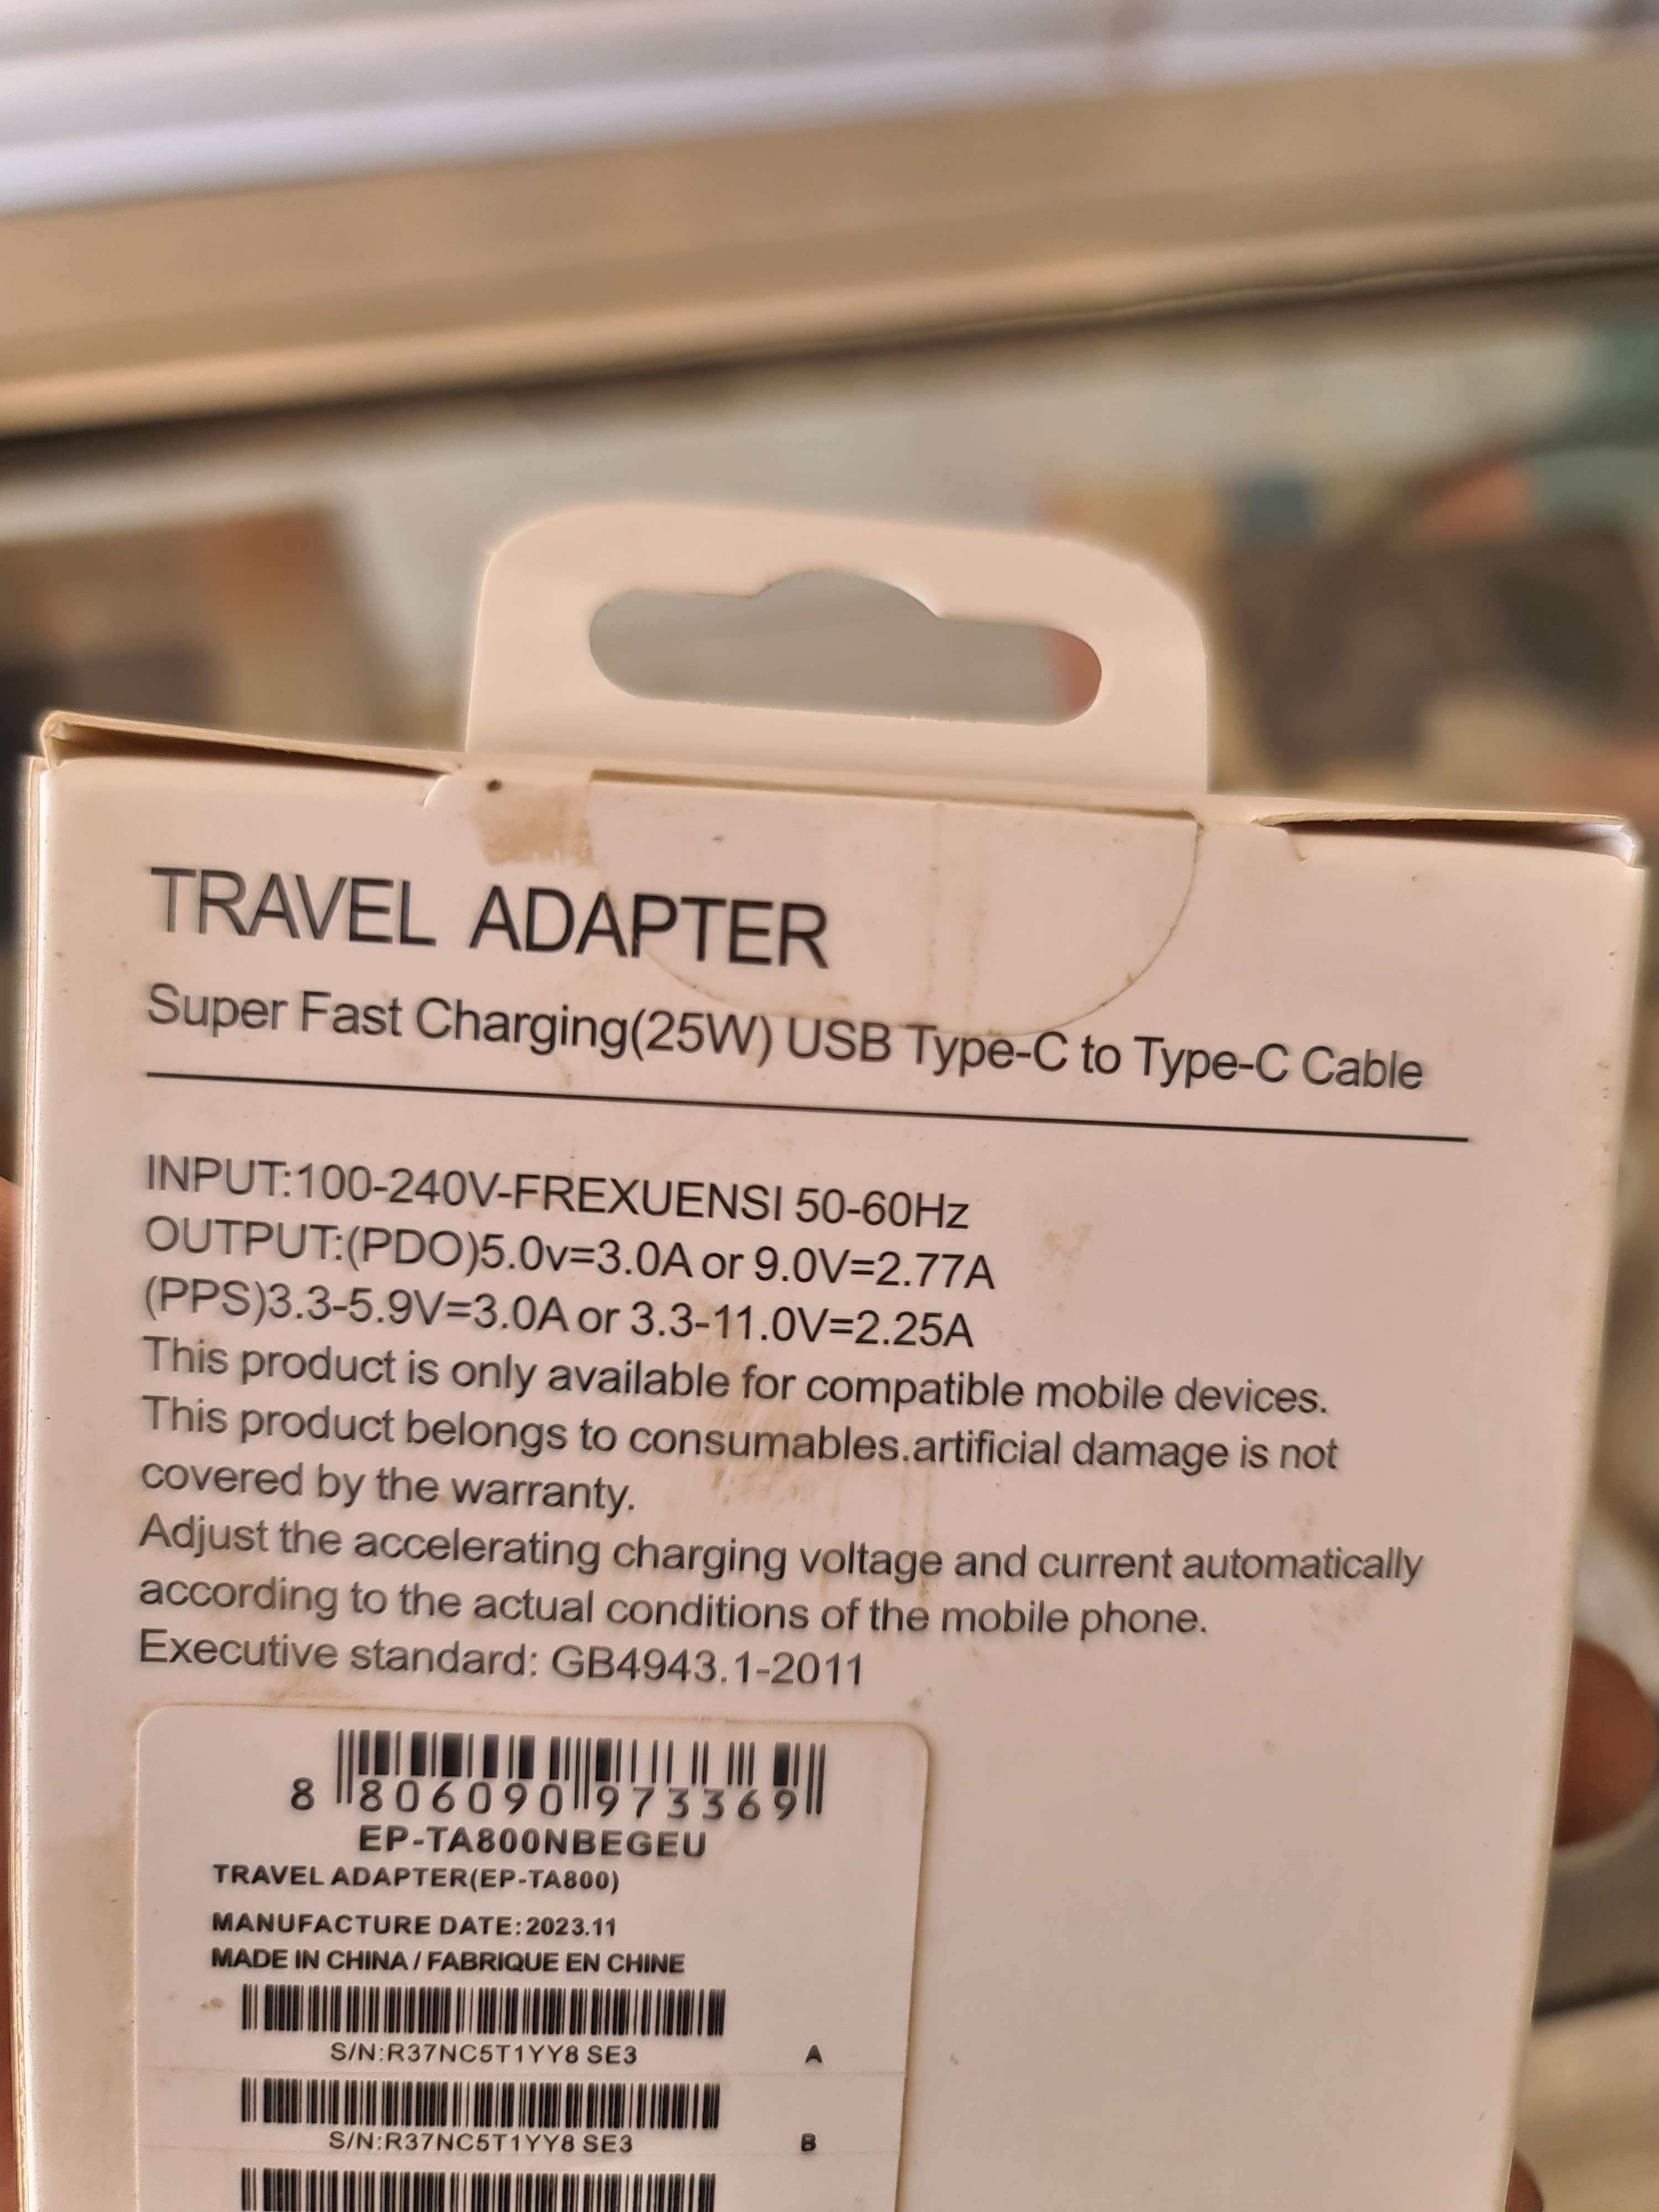 TRAVEL ADAPTER
Super Fast Charging(25W) USB Type-C to Type-C Cable
INPUT:100-240V-FREXUENSI 50-60Hz
OUTPUT:(PDO)5.0v=3.0A or 9.0V=2.77A
(PPS)3.3-5.9V=3.0A or 3.3-11.0V=2.25A
This product is only available for compatible mobile devices.
This product belongs to consumables.artificial damage is not
covered by the warranty.
Adjust the accelerating charging voltage and current automatically
according to the actual conditions of the mobile phone.
Executive standard: GB4943.1-2011
8 806090 973369
EP-TA800NBEGEU
TRAVEL ADAPTER(EP-TA800)
MANUFACTURE DATE:2023.11
MADE IN CHINA / FABRIQUE EN CHINE
S/N:R37NC5T1YY8 SE3 A
S/N:R37NC5T1YY8 SE3 B